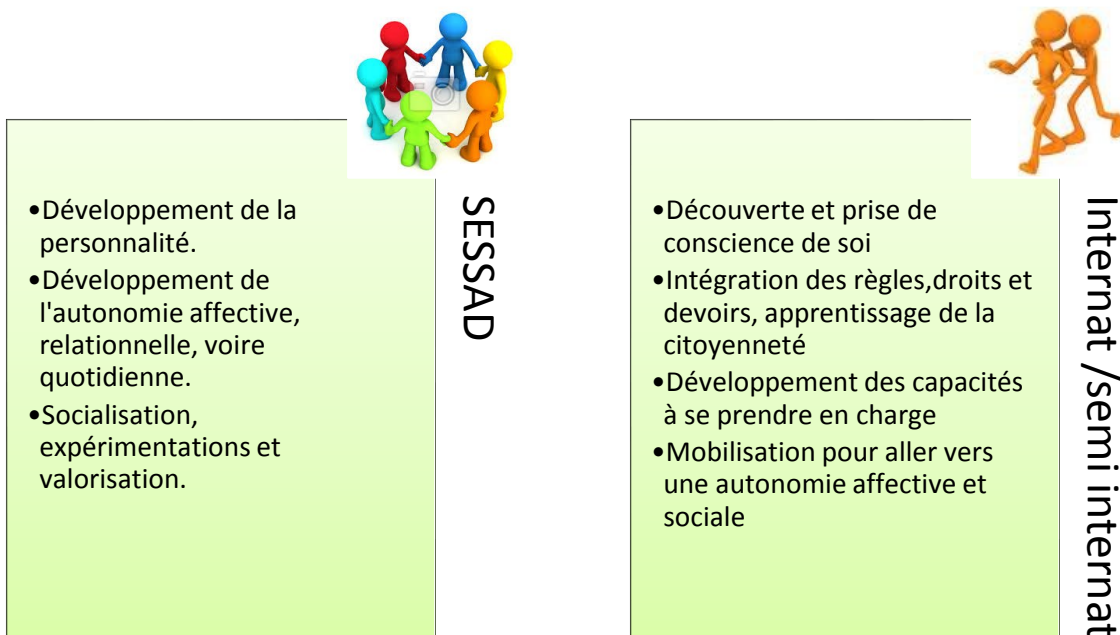 •Développement de la
personnalité.
•Développement de
l'autonomie affective,
relationnelle, voire
quotidienne.
•Socialisation,
expérimentations et
valorisation.
SESSAD
•Découverte et prise de
conscience de soi
•Intégration des règles,droits et
devoirs, apprentissage de la
citoyenneté
•Développement des capacités
à se prendre en charge
•Mobilisation pour aller vers
une autonomie affective et
sociale
Internat /semi internat